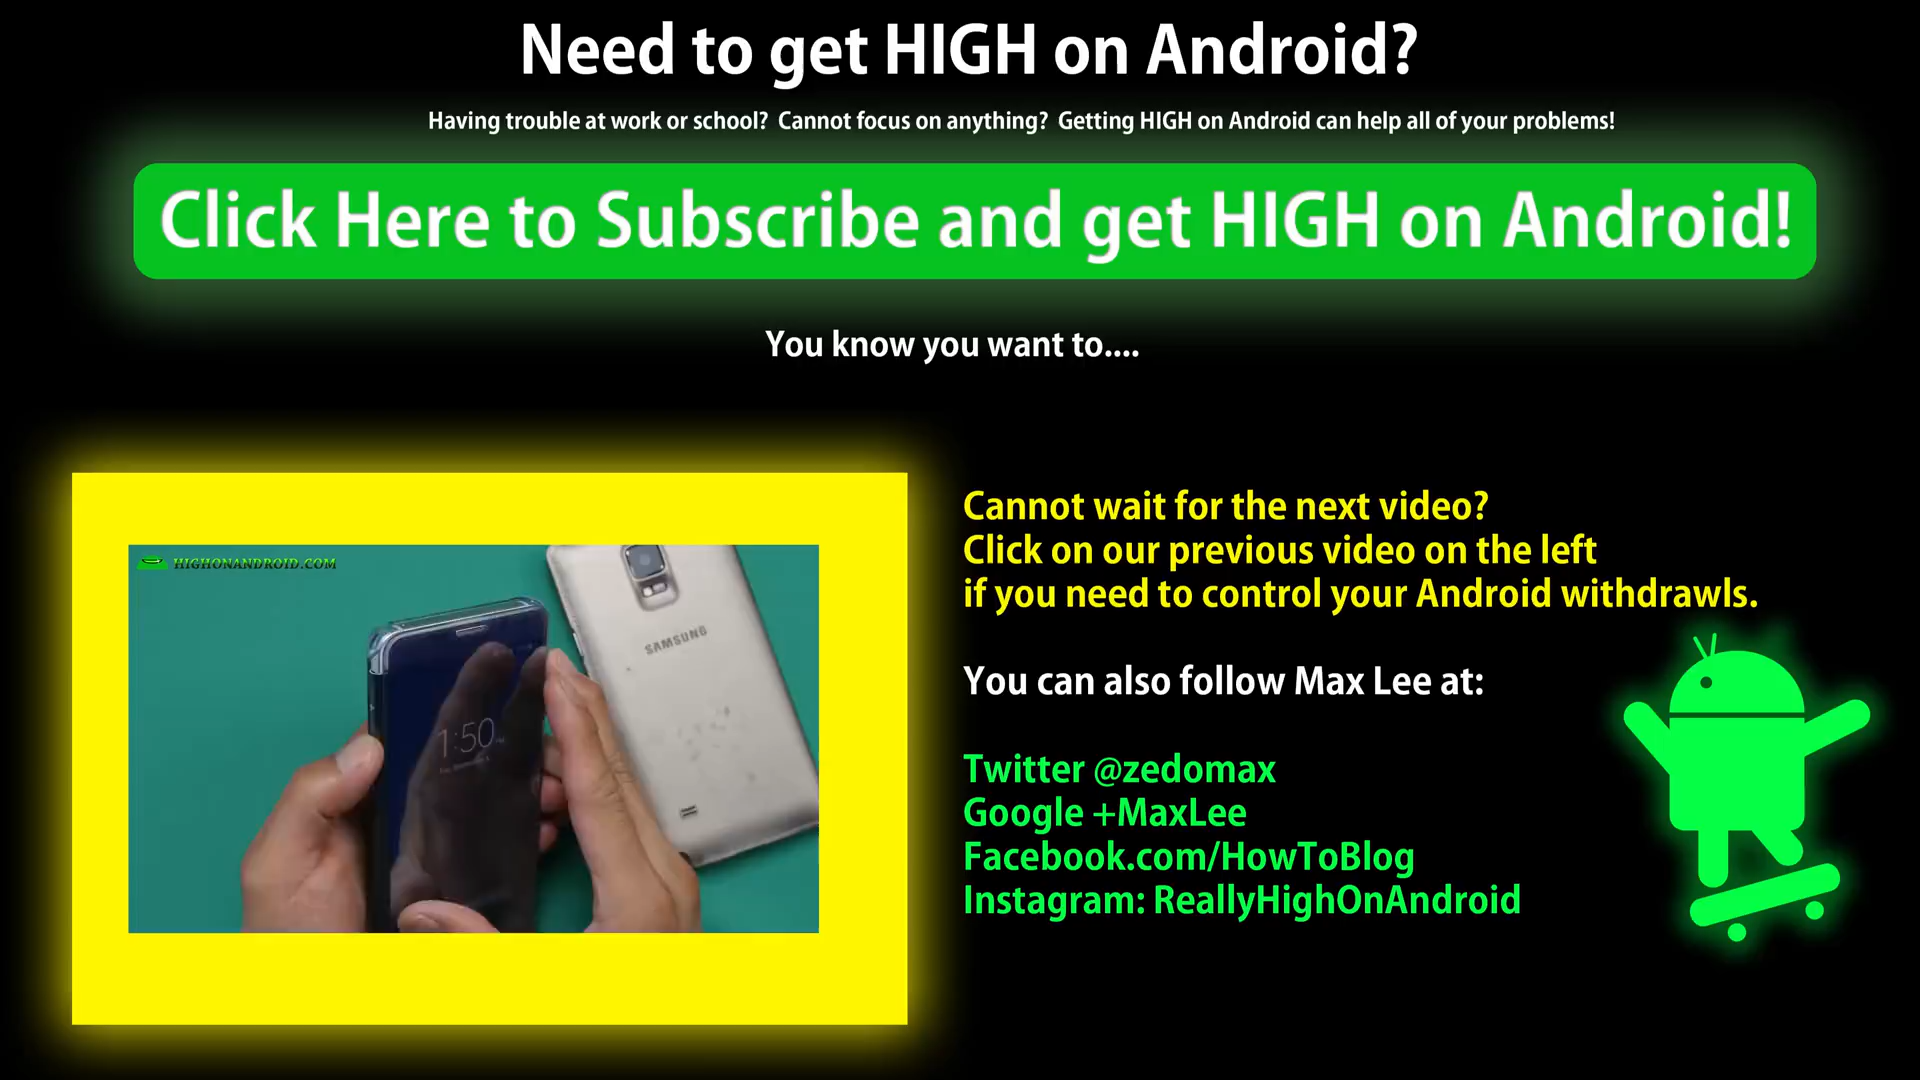 Need to get HIGH on Android?
Having trouble at work or school?  Cannot focus on anything?  Getting HIGH on Android can help all of your problems!
Click Here to Subscribe and get HIGH on Android!
You know you want to....
HIGHONANDROID.COM
SAMSUNG
1:50
Cannot wait for the next video?
Click on our previous video on the left
if you need to control your Android withdrawls.
You can also follow Max Lee at:
Twitter @zedomax
Google +MaxLee
Facebook.com/HowToBlog
Instagram: ReallyHighOnAndroid